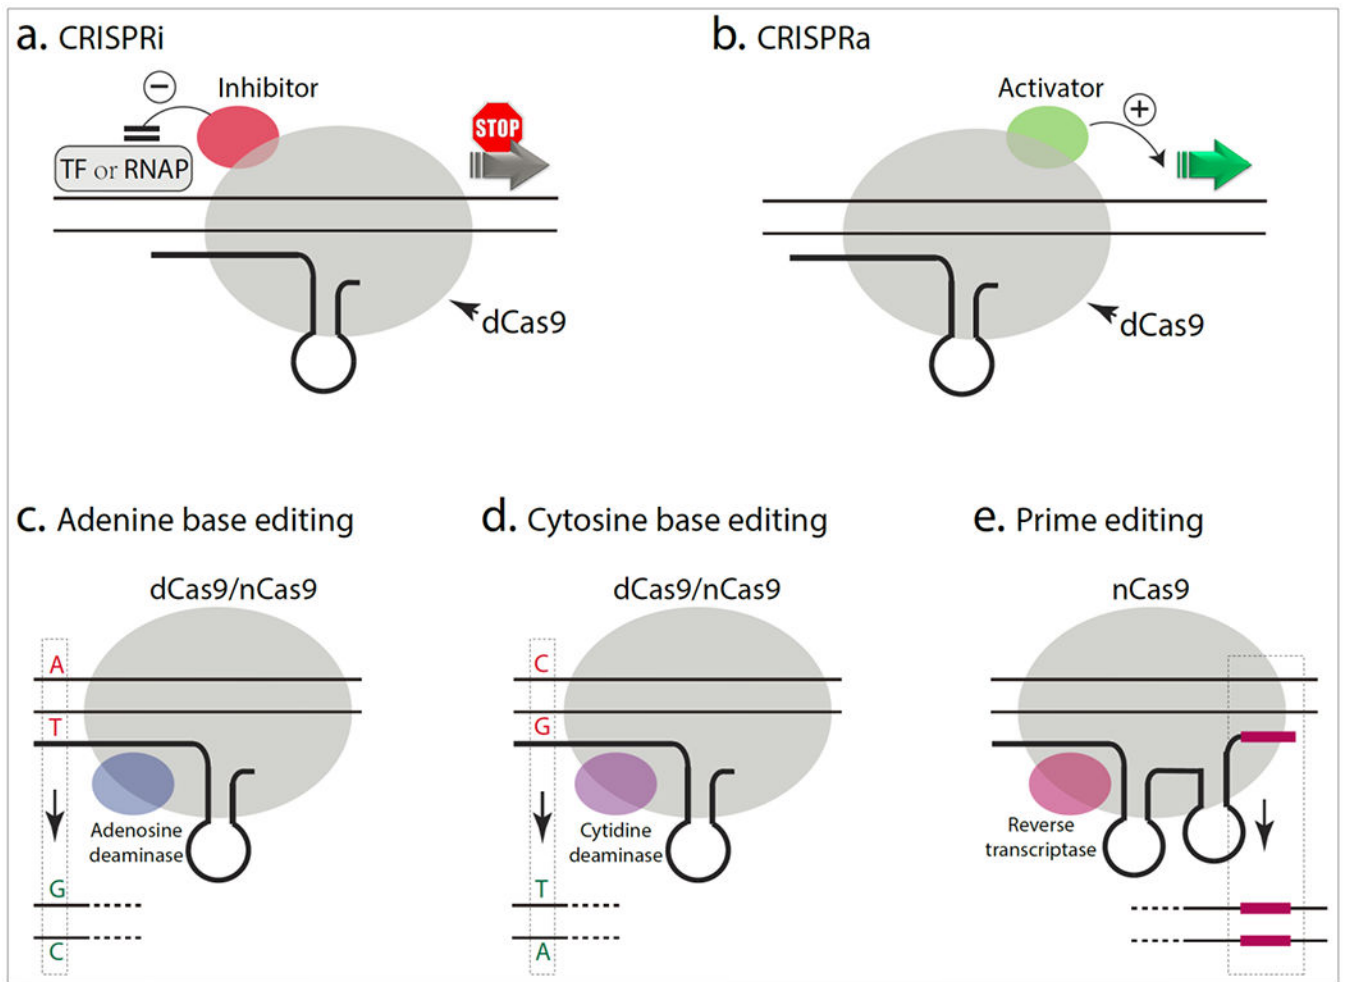 a. CRISPRi
b. CRISPRa
Inhibitor
Activator
STOP
TF or RNAP
dCas9
dCas9
c. Adenine base editing
d. Cytosine base editing
e. Prime editing
dCas9/nCas9
dCas9/nCas9
nCas9
A
C
T
G
Adenosine
deaminase
Cytidine
deaminase
Reverse
transcriptase
G
T
C
A